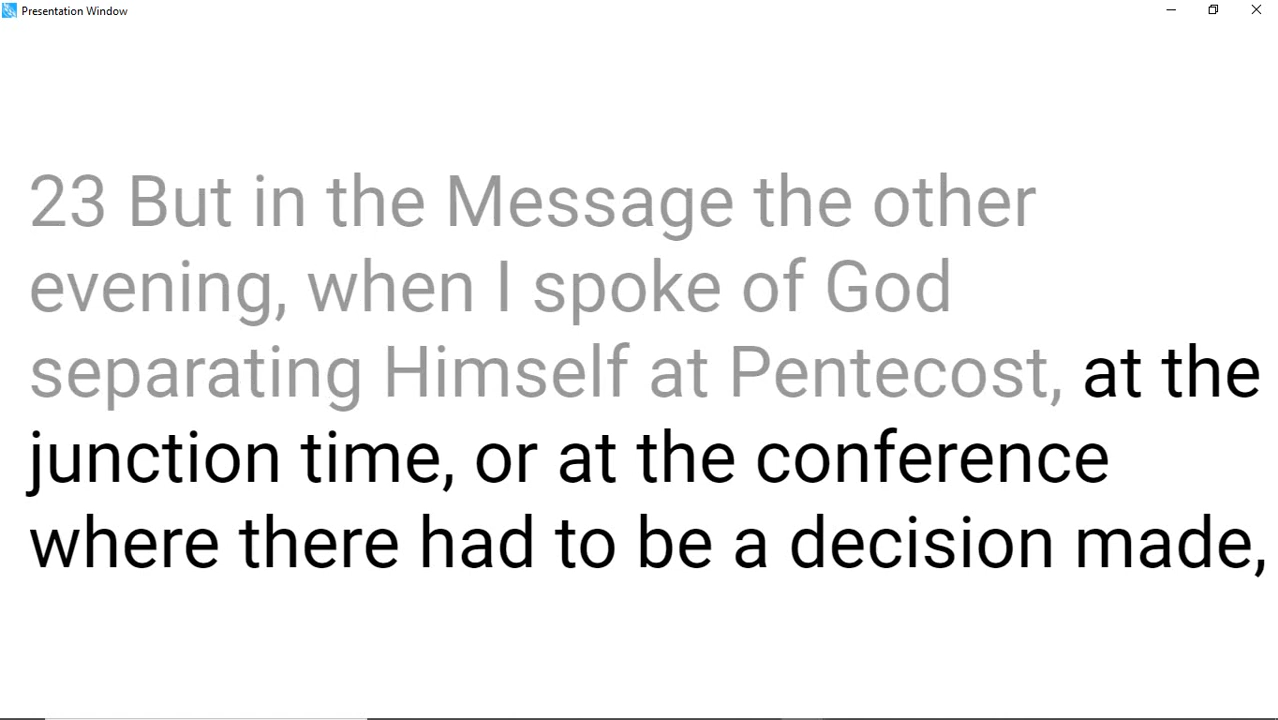 Presentation Window
23 But in the Message the other
evening, when I spoke of God
separating Himself at Pentecost, at the
junction time, or at the conference
where there had to be a decision made,